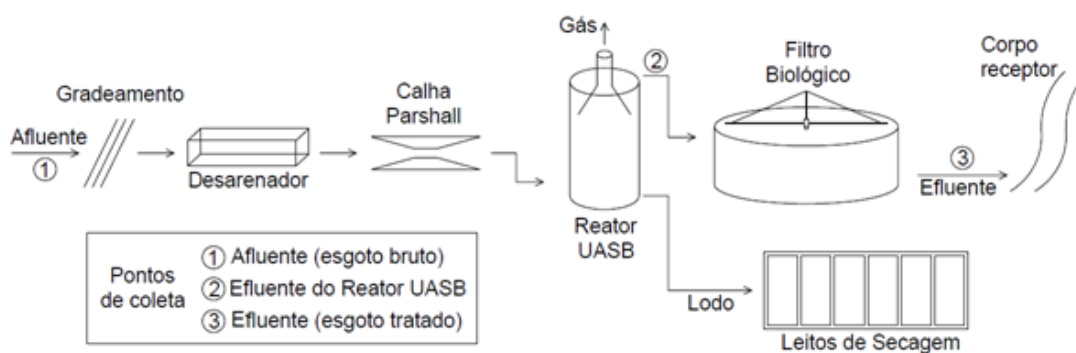 Gás
②
Filtro
Biológico
Corpo
receptor
Gradeamento
Calha
Parshall
Afluente
①
Desarenador
③
Efluente
Reator
UASB
Pontos
de coleta
① Afluente (esgoto bruto)
② Efluente do Reator UASB
③ Efluente (esgoto tratado)
Lodo
Leitos de Secagem